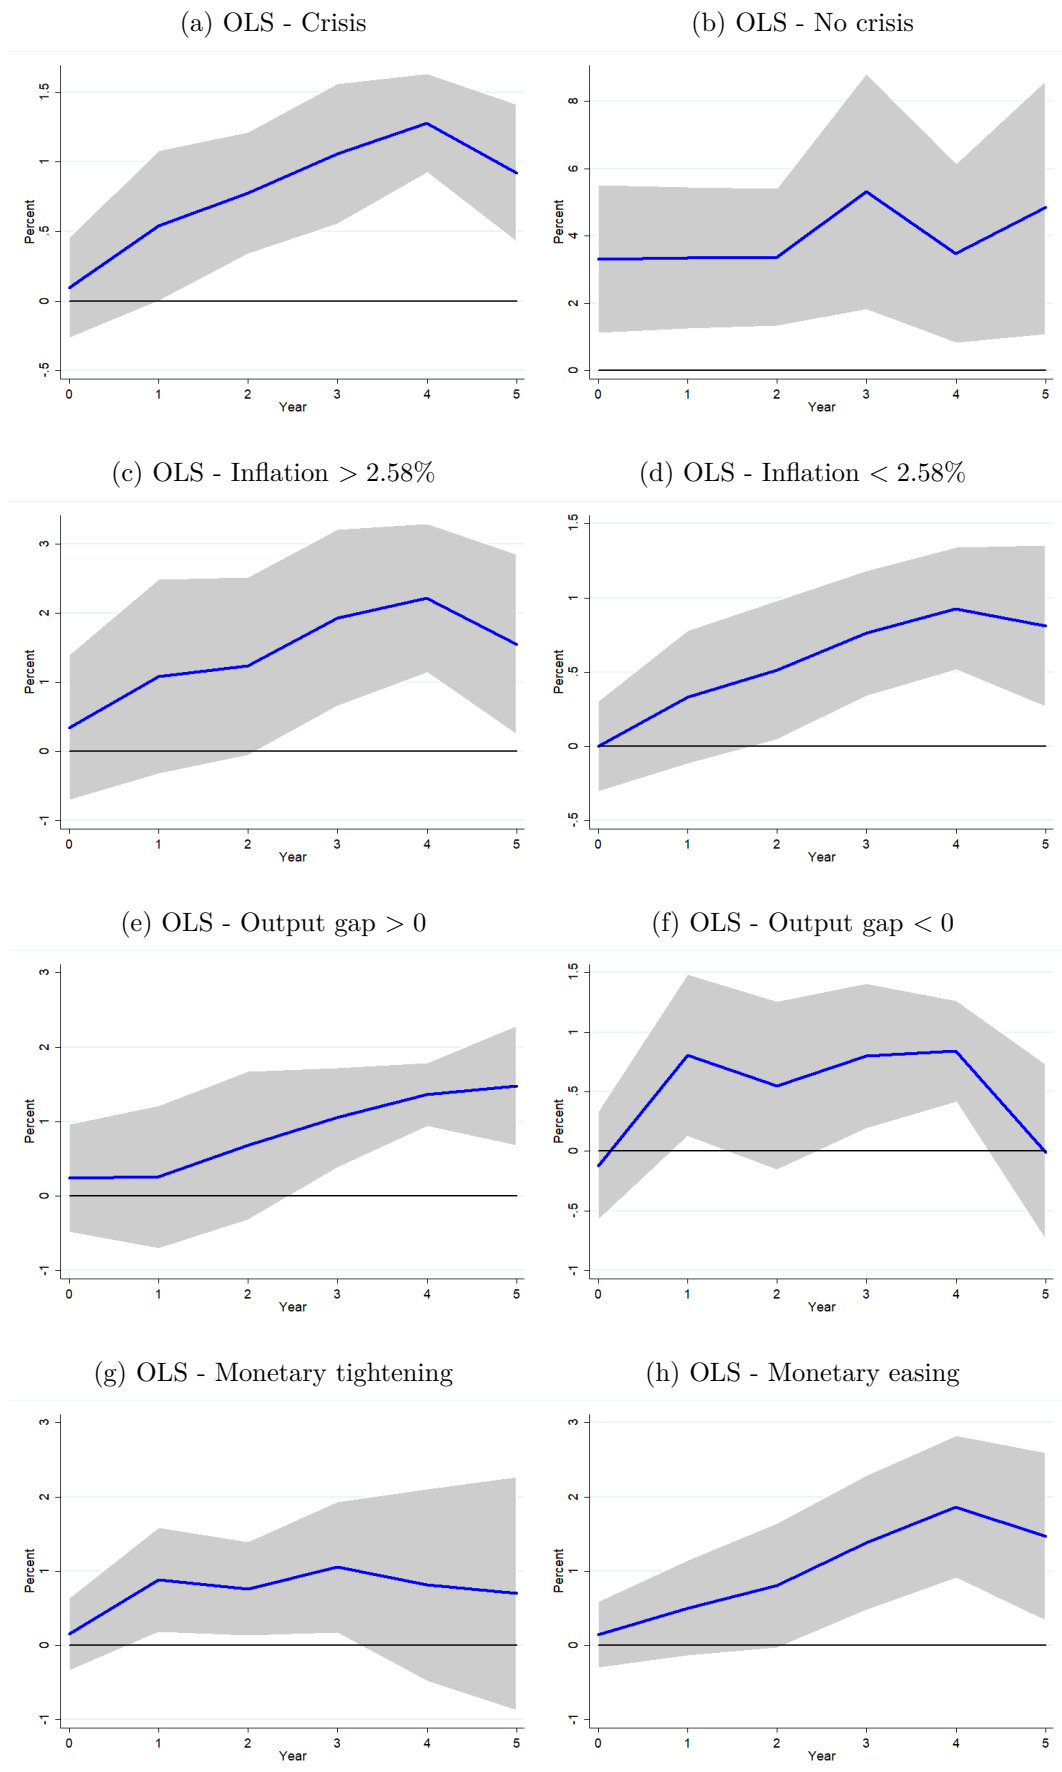 (a) OLS - Crisis
(b) OLS - No crisis
Percent
1.5
1
.5
0
-.5
0 1 2 3 4 5
Year
Percent
8
6
4
2
0
0 1 2 3 4 5
Year
(c) OLS - Inflation > 2.58%
(d) OLS - Inflation < 2.58%
Percent
3
2
1
0
-1
0 1 2 3 4 5
Year
Percent
1.5
1
.5
0
-.5
0 1 2 3 4 5
Year
(e) OLS - Output gap > 0
(f) OLS - Output gap < 0
Percent
3
2
1
0
-1
0 1 2 3 4 5
Year
Percent
1.5
1
.5
0
-.5
-1
0 1 2 3 4 5
Year
(g) OLS - Monetary tightening
(h) OLS - Monetary easing
Percent
3
2
1
0
-1
0 1 2 3 4 5
Year
Percent
3
2
1
0
-1
0 1 2 3 4 5
Year